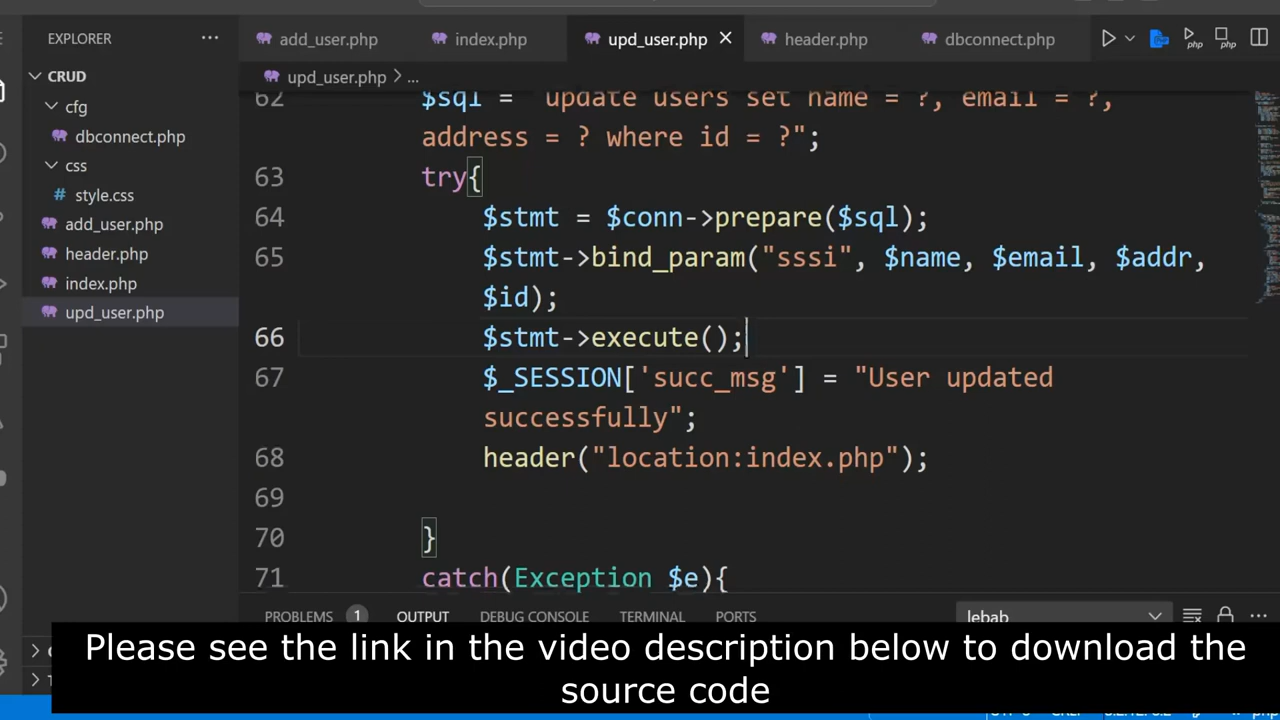 EXPLORER ...
add_user.php
index.php
upd_user.php
header.php
dbconnect.php
CRUD
upd_user.php > ...
cfg
dbconnect.php
css
# style.css
add_user.php
header.php
index.php
upd_user.php
62 $sql = update users set name = ?, email = ?,
address = ? where id = ?";
63 try{
64 $stmt = $conn->prepare($sql);
65 $stmt->bind_param("sssi", $name, $email, $addr,
$id);
66 $stmt->execute();
67 $_SESSION['succ_msg'] = "User updated
successfully";
68 header("location:index.php");
69
70 }
71 catch(Exception $e){
PROBLEMS 1 OUTPUT DEBUG CONSOLE TERMINAL PORTS
lebab
Please see the link in the video description below to download the
source code